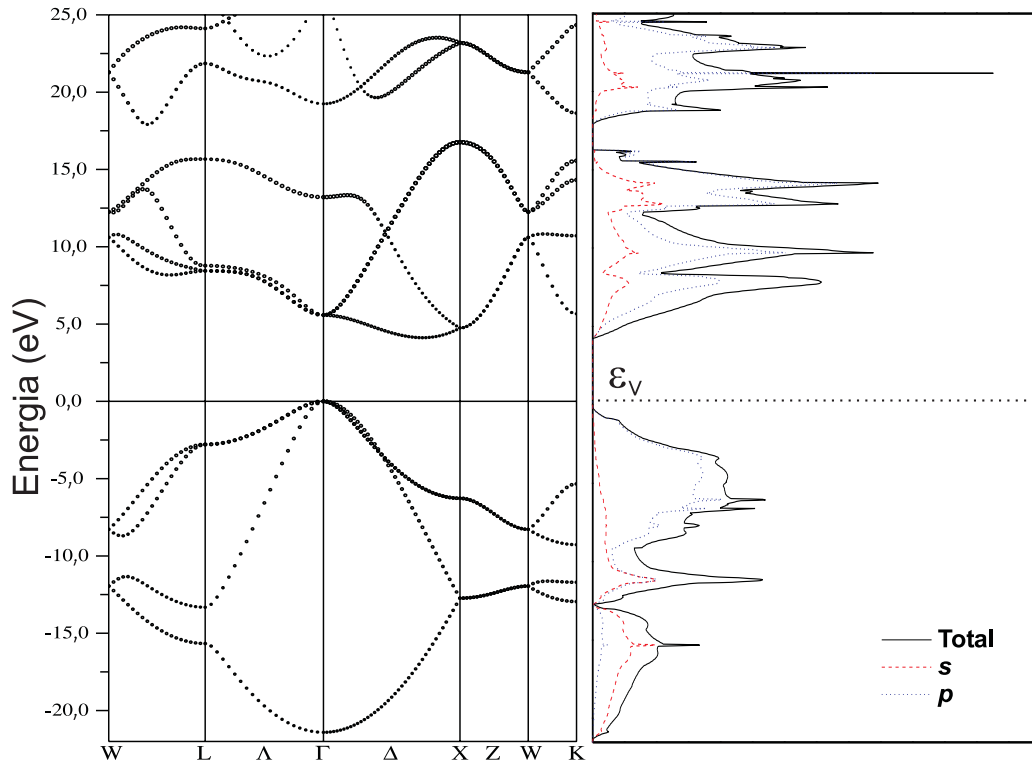 Energia (eV)
25,0
20,0
15,0
10,0
5,0
0,0
-5,0
-10,0
-15,0
-20,0
W L Λ Γ Δ X Z W K
εV
Total
s
p